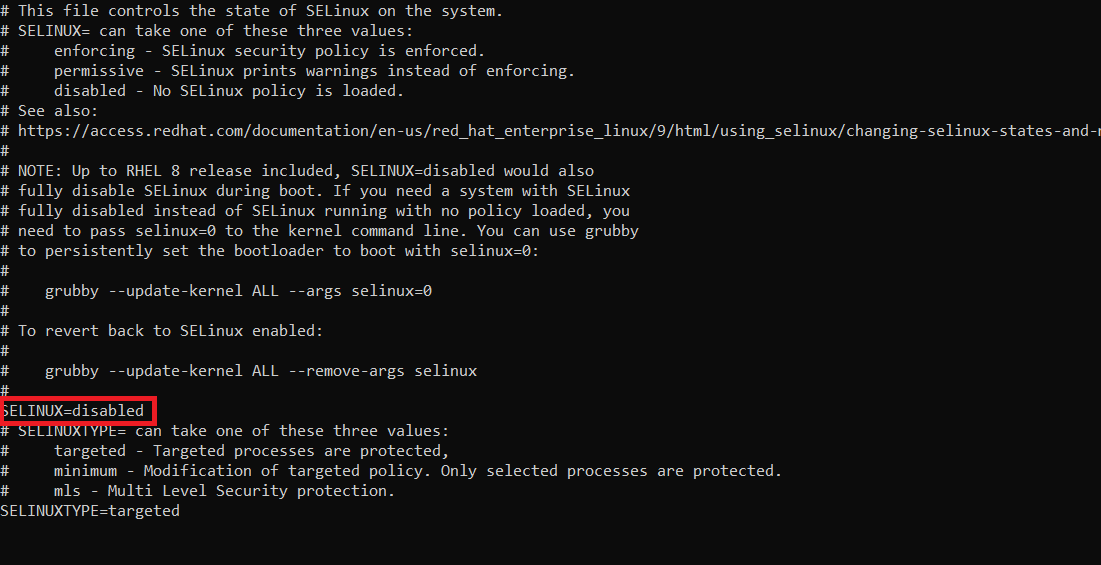 # This file controls the state of SELinux on the system.
# SELINUX= can take one of these three values:
#     enforcing - SELinux security policy is enforced.
#     permissive - SELinux prints warnings instead of enforcing.
#     disabled - No SELinux policy is loaded.
# See also:
# https://access.redhat.com/documentation/en-us/red_hat_enterprise_linux/9/html/using_selinux/changing-selinux-states-and-
#
# NOTE: Up to RHEL 8 release included, SELINUX=disabled would also
# fully disable SELinux during boot. If you need a system with SELinux
# fully disabled instead of SELinux running with no policy loaded, you
# need to pass selinux=0 to the kernel command line. You can use grubby
# to persistently set the bootloader to boot with selinux=0:
#
#    grubby --update-kernel ALL --args selinux=0
#
# To revert back to SELinux enabled:
#
#    grubby --update-kernel ALL --remove-args selinux
#
SELINUX=disabled
# SELINUXTYPE= can take one of these three values:
#     targeted - Targeted processes are protected,
#     minimum - Modification of targeted policy. Only selected processes are protected.
#     mls - Multi Level Security protection.
SELINUXTYPE=targeted